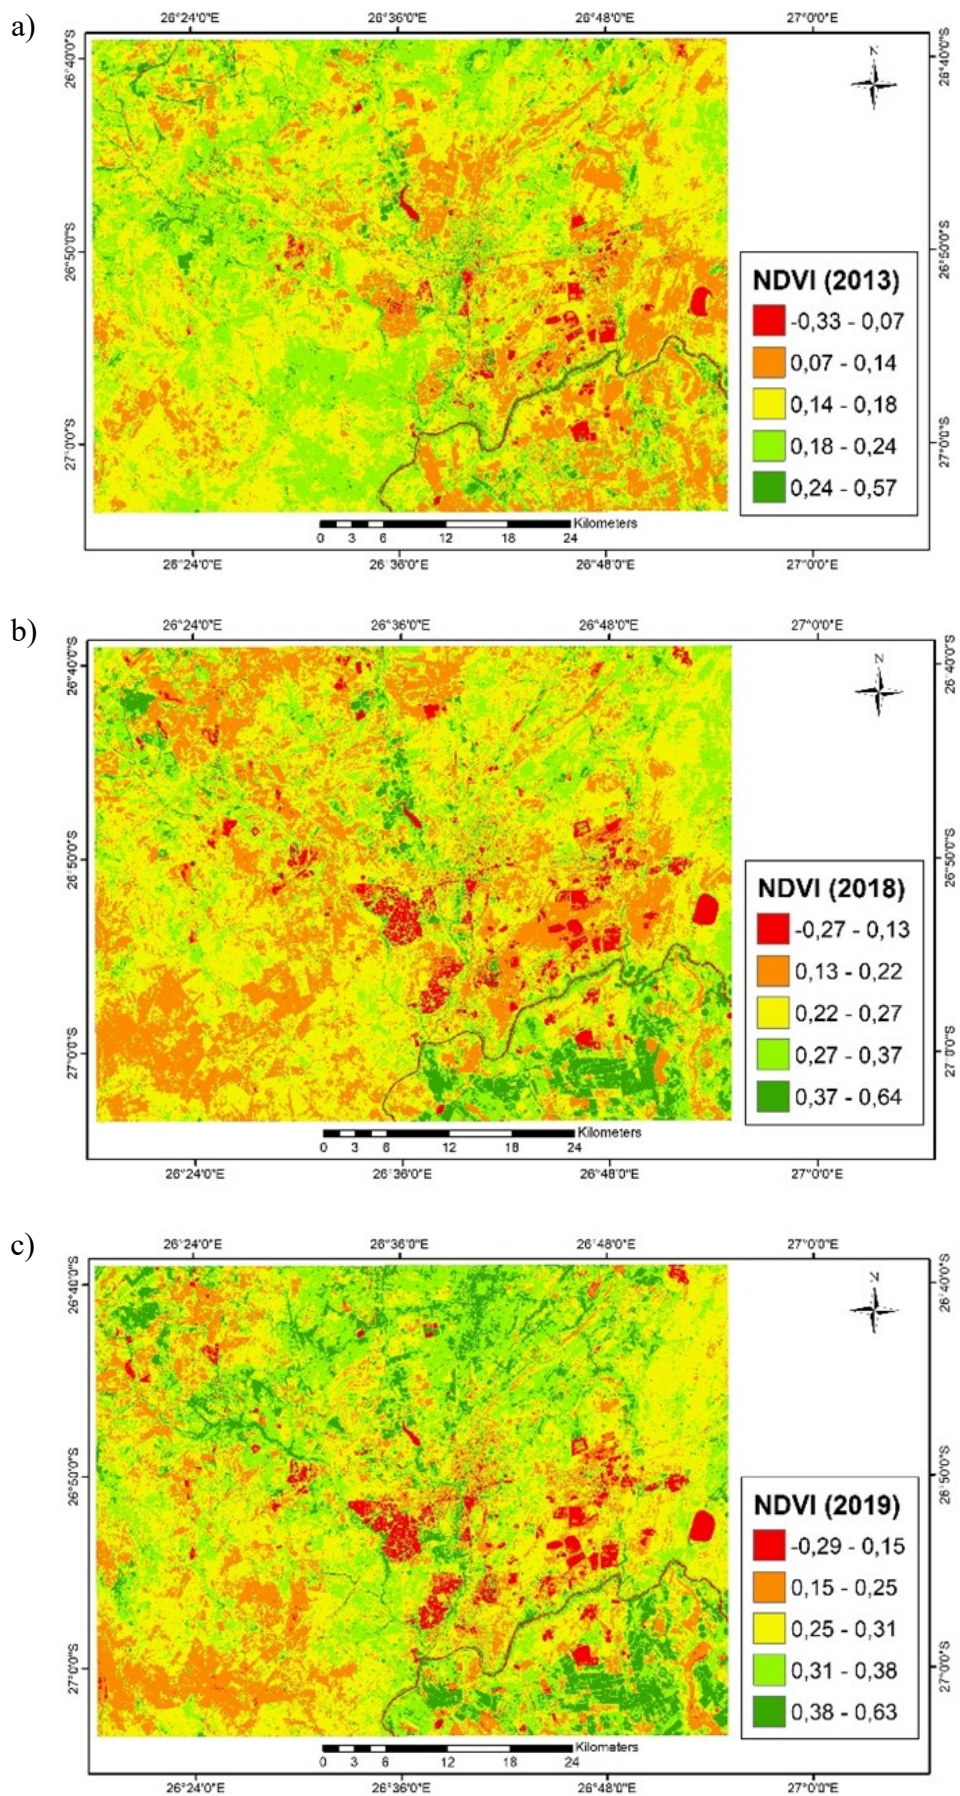 a)
26°24'0"E 26°36'0"E 26°48'0"E 27°0'0"E
26°40'0"S 26°40'0"S
N
26°50'0"S 26°50'0"S
NDVI (2013)
-0,33 - 0,07
0,07 - 0,14
0,14 - 0,18
0,18 - 0,24
0,24 - 0,57
27°0'0"S 27°0'0"S
Kilometers
0 3 6 12 18 24
26°24'0"E 26°36'0"E 26°48'0"E 27°0'0"E
b)
26°24'0"E 26°36'0"E 26°48'0"E 27°0'0"E
26°40'0"S 26°40'0"S
N
26°50'0"S 26°50'0"S
NDVI (2018)
-0,27 - 0,13
0,13 - 0,22
0,22 - 0,27
0,27 - 0,37
0,37 - 0,64
27°0'0"S 27°0'0"S
Kilometers
0 3 6 12 18 24
26°24'0"E 26°36'0"E 26°48'0"E 27°0'0"E
c)
26°24'0"E 26°36'0"E 26°48'0"E 27°0'0"E
26°40'0"S 26°40'0"S
N
26°50'0"S 26°50'0"S
NDVI (2019)
-0,29 - 0,15
0,15 - 0,25
0,25 - 0,31
0,31 - 0,38
0,38 - 0,63
27°0'0"S 27°0'0"S
Kilometers
0 3 6 12 18 24
26°24'0"E 26°36'0"E 26°48'0"E 27°0'0"E